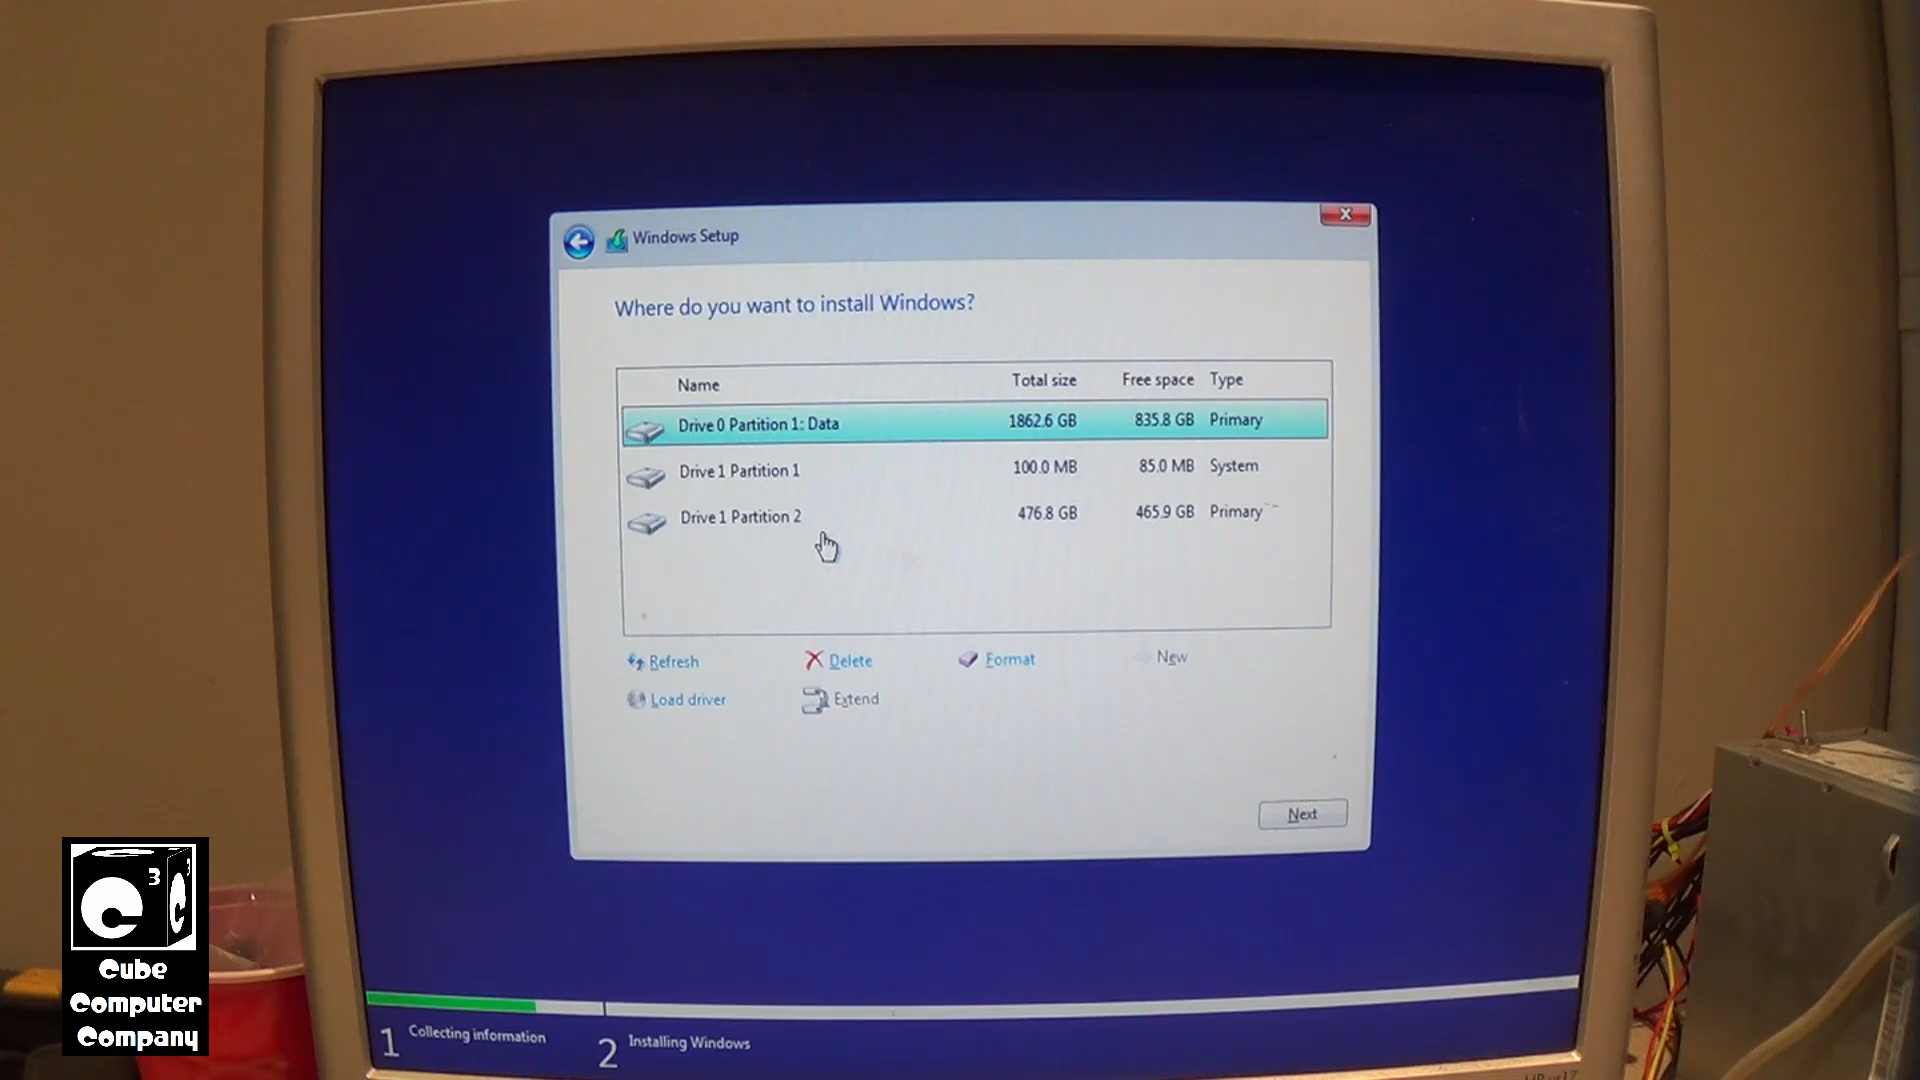 Windows Setup
Where do you want to install Windows?
Name Total size Free space Type
Drive 0 Partition 1: Data 1862.6 GB 835.8 GB Primary
Drive 1 Partition 1 100.0 MB 85.0 MB System
Drive 1 Partition 2 476.8 GB 465.9 GB Primary
Refresh Delete Format New
Load driver Extend
Next
1 Collecting information 2 Installing Windows
C3 C3
Cube
Computer
Company